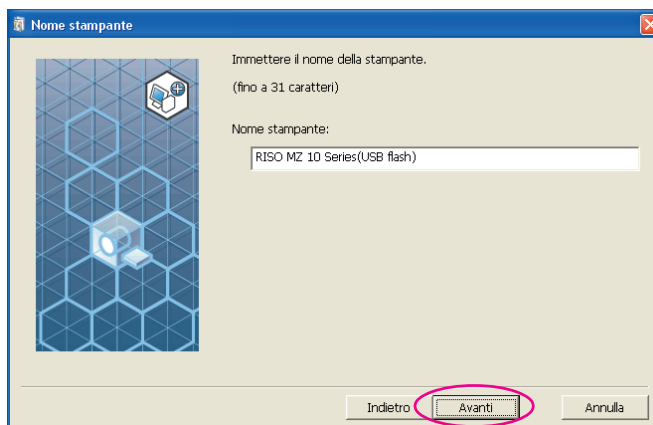 Nome stampante
Immettere il nome della stampante.
(fino a 31 caratteri)
Nome stampante:
RISO MZ 10 Series(USB flash)
Indietro
Avanti
Annulla